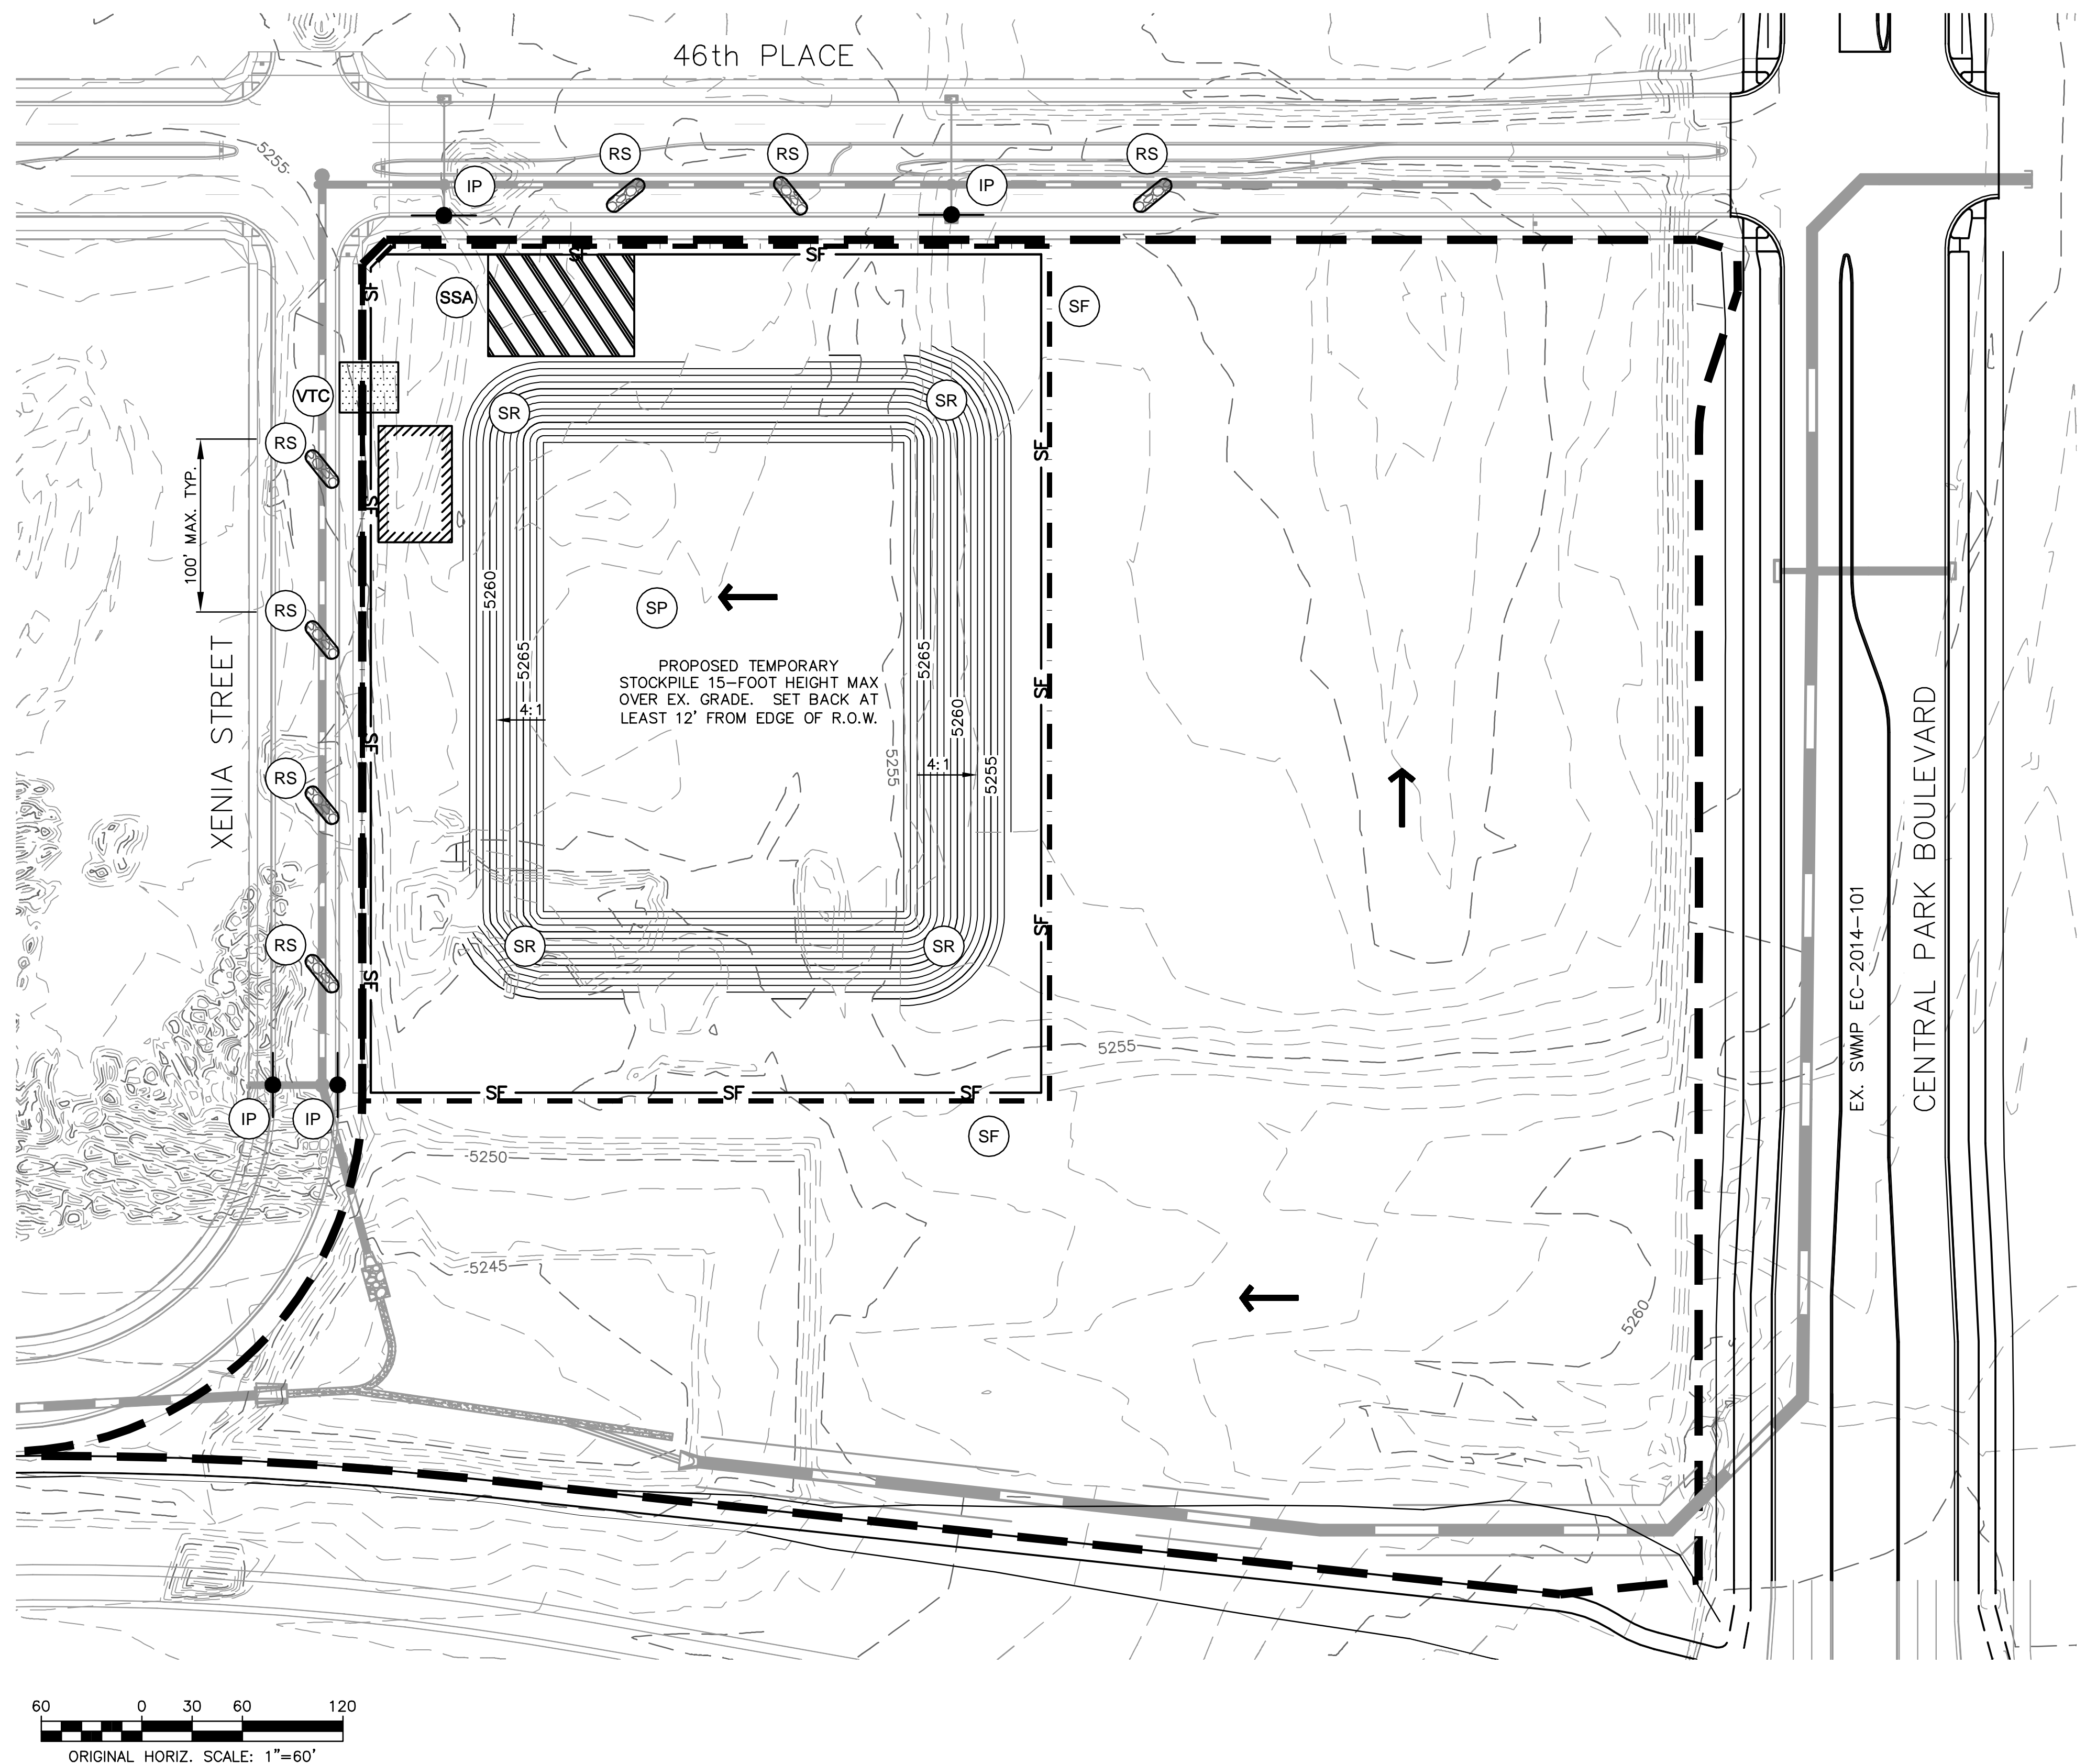 46th PLACE
5255
RS
RS
RS
IP
IP
SF
SF
SF
SSA
SF
VTC
SR
SR
RS
SF
SF
100' MAX. TYP.
5260
RS
SP
5265
5265
PROPOSED TEMPORARY
STOCKPILE 15-FOOT HEIGHT MAX
OVER EX. GRADE. SET BACK AT
LEAST 12' FROM EDGE OF R.O.W.
SF
4:1
5260
XENIA STREET
SF
5255
4:1
5255
RS
CENTRAL PARK BOULEVARD
EX. SWMP EC-2014-101
RS
SR
SR
SF
SF
5255
SF
SF
SF
IP
IP
SF
5250
5245
5260
60 0 30 60 120
ORIGINAL HORIZ. SCALE: 1"=60'